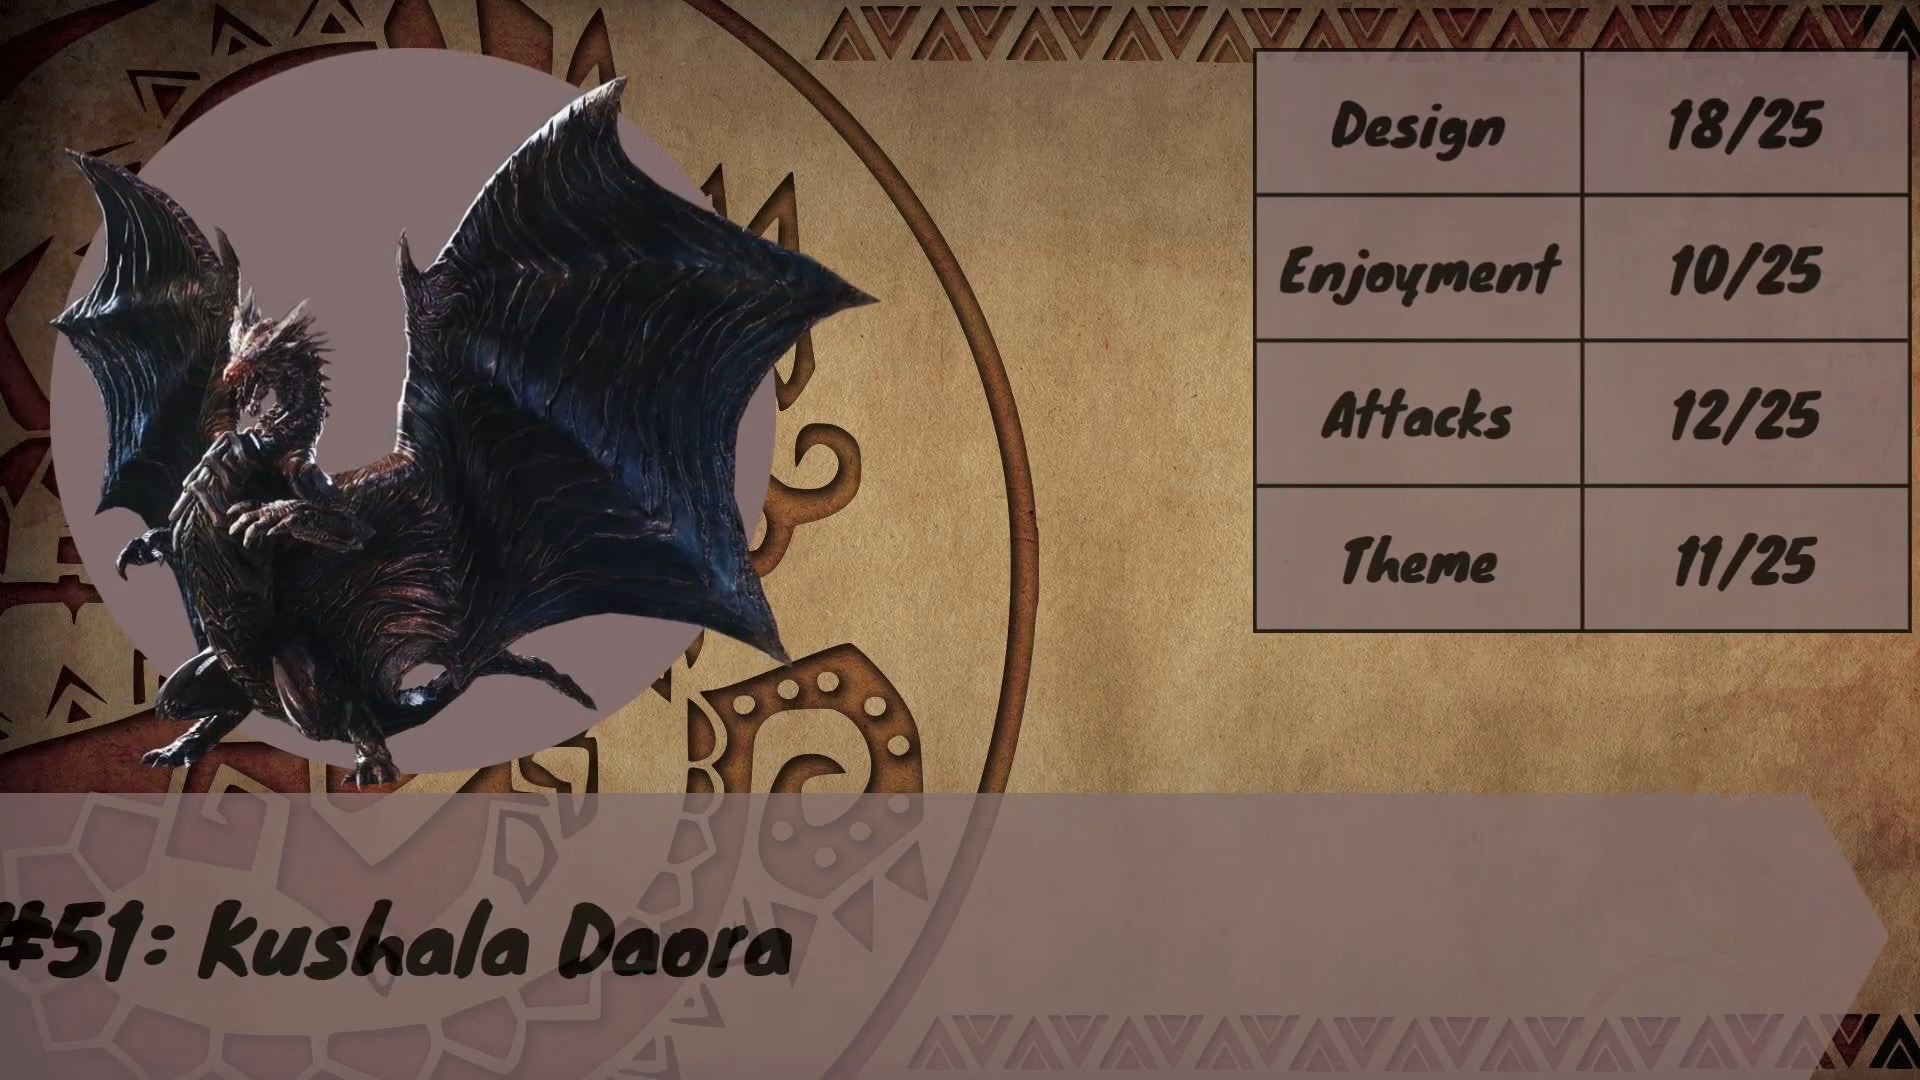 Design 18/25
Enjoyment 10/25
Attacks 12/25
Theme 11/25
#51: Kushala Daora